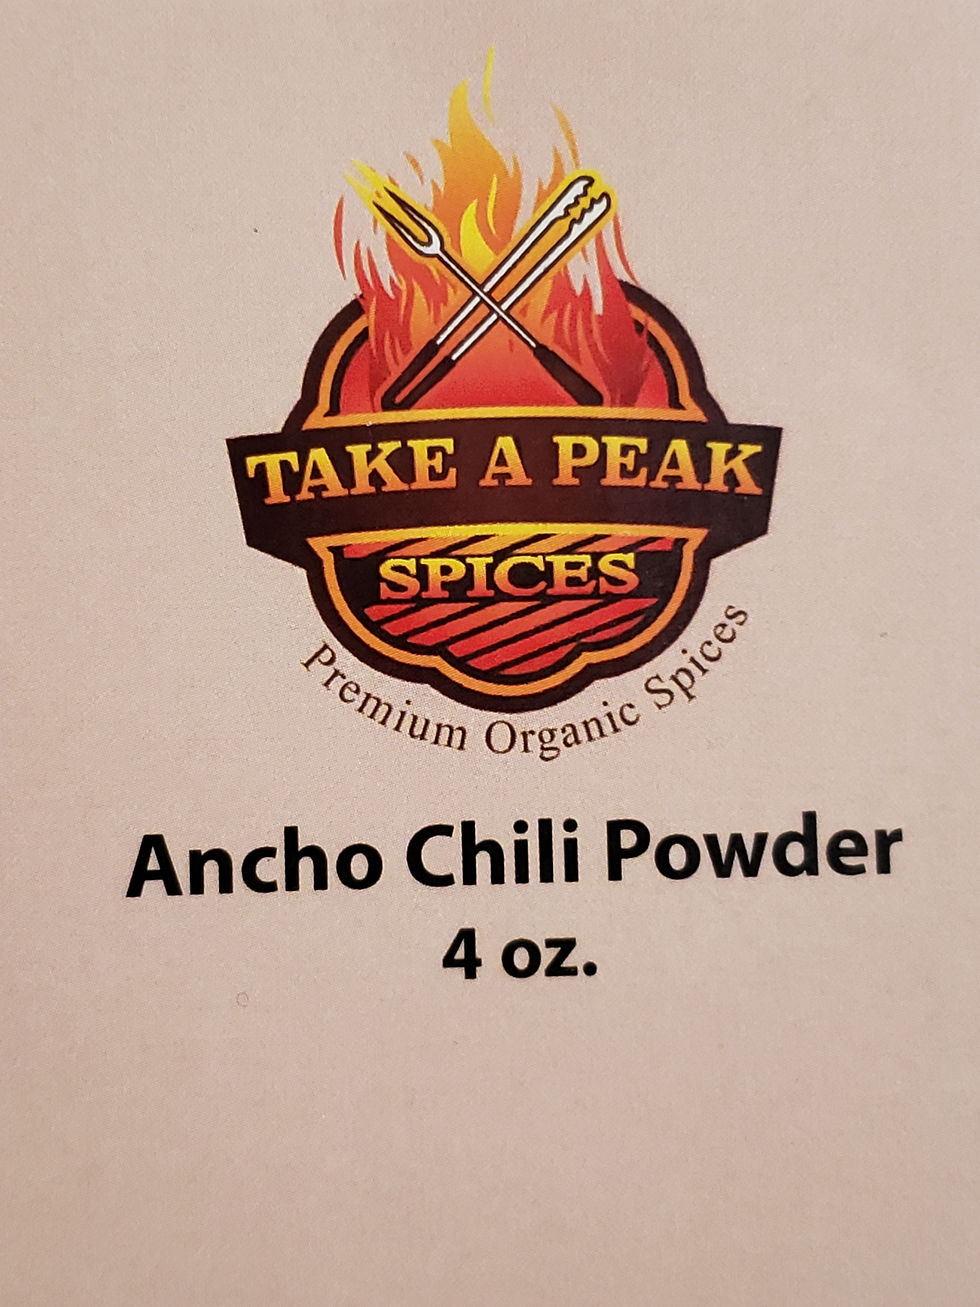 TAKE A PEAK
SPICES
Premium Organic Spices
Ancho Chili Powder
4 oz.